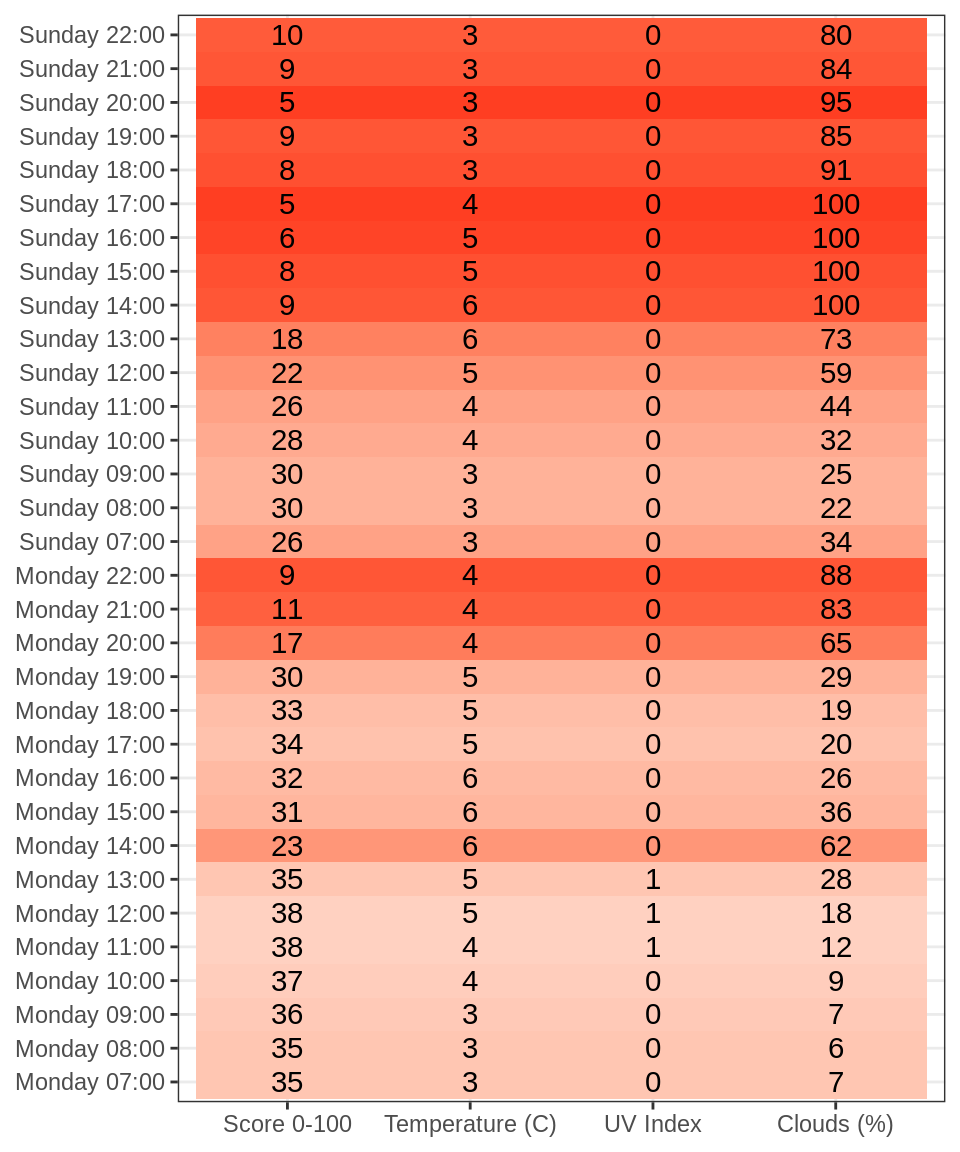 Sunday 22:00 10 3 0 80
Sunday 21:00 9 3 0 84
Sunday 20:00 5 3 0 95
Sunday 19:00 9 3 0 85
Sunday 18:00 8 3 0 91
Sunday 17:00 5 4 0 100
Sunday 16:00 6 5 0 100
Sunday 15:00 8 5 0 100
Sunday 14:00 9 6 0 100
Sunday 13:00 18 6 0 73
Sunday 12:00 22 5 0 59
Sunday 11:00 26 4 0 44
Sunday 10:00 28 4 0 32
Sunday 09:00 30 3 0 25
Sunday 08:00 30 3 0 22
Sunday 07:00 26 3 0 34
Monday 22:00 9 4 0 88
Monday 21:00 11 4 0 83
Monday 20:00 17 4 0 65
Monday 19:00 30 5 0 29
Monday 18:00 33 5 0 19
Monday 17:00 34 5 0 20
Monday 16:00 32 6 0 26
Monday 15:00 31 6 0 36
Monday 14:00 23 6 0 62
Monday 13:00 35 5 1 28
Monday 12:00 38 5 1 18
Monday 11:00 38 4 1 12
Monday 10:00 37 4 0 9
Monday 09:00 36 3 0 7
Monday 08:00 35 3 0 6
Monday 07:00 35 3 0 7
Score 0-100 Temperature (C) UV Index Clouds (%)